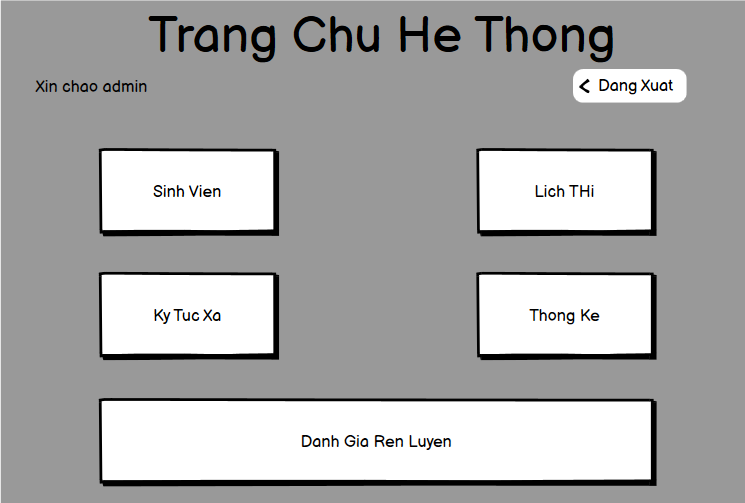 Trang Chu He Thong
Xin chao admin
Dang Xuat
Sinh Vien
Lich THi
Ky Tuc Xa
Thong Ke
Danh Gia Ren Luyen